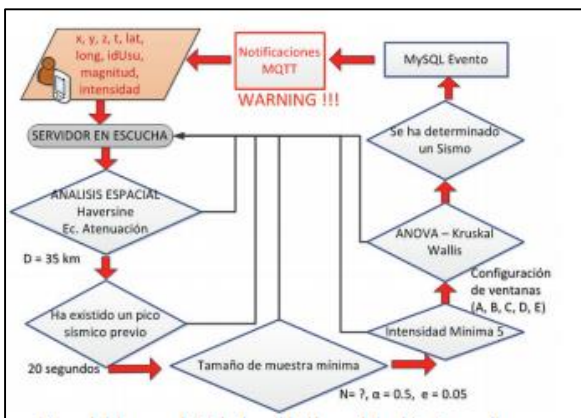 x, y, z, t, lat,
long, idUsu,
magnitud,
intensidad
Notificaciones
MQTT
WARNING !!!
MySQL Evento
SERVIDOR EN ESCUCHA
Se ha determinado
un Sismo
ANALISIS ESPACIAL
Haversine
Ec. Atenuación
ANOVA – Kruskal
Wallis
D = 35 km
Configuración
de ventanas
(A, B, C, D, E)
Ha existido un pico
sísmico previo
Intensidad Mínima 5
20 segundos
Tamaño de muestra mínima
N= ?, α = 0.5, e = 0.05